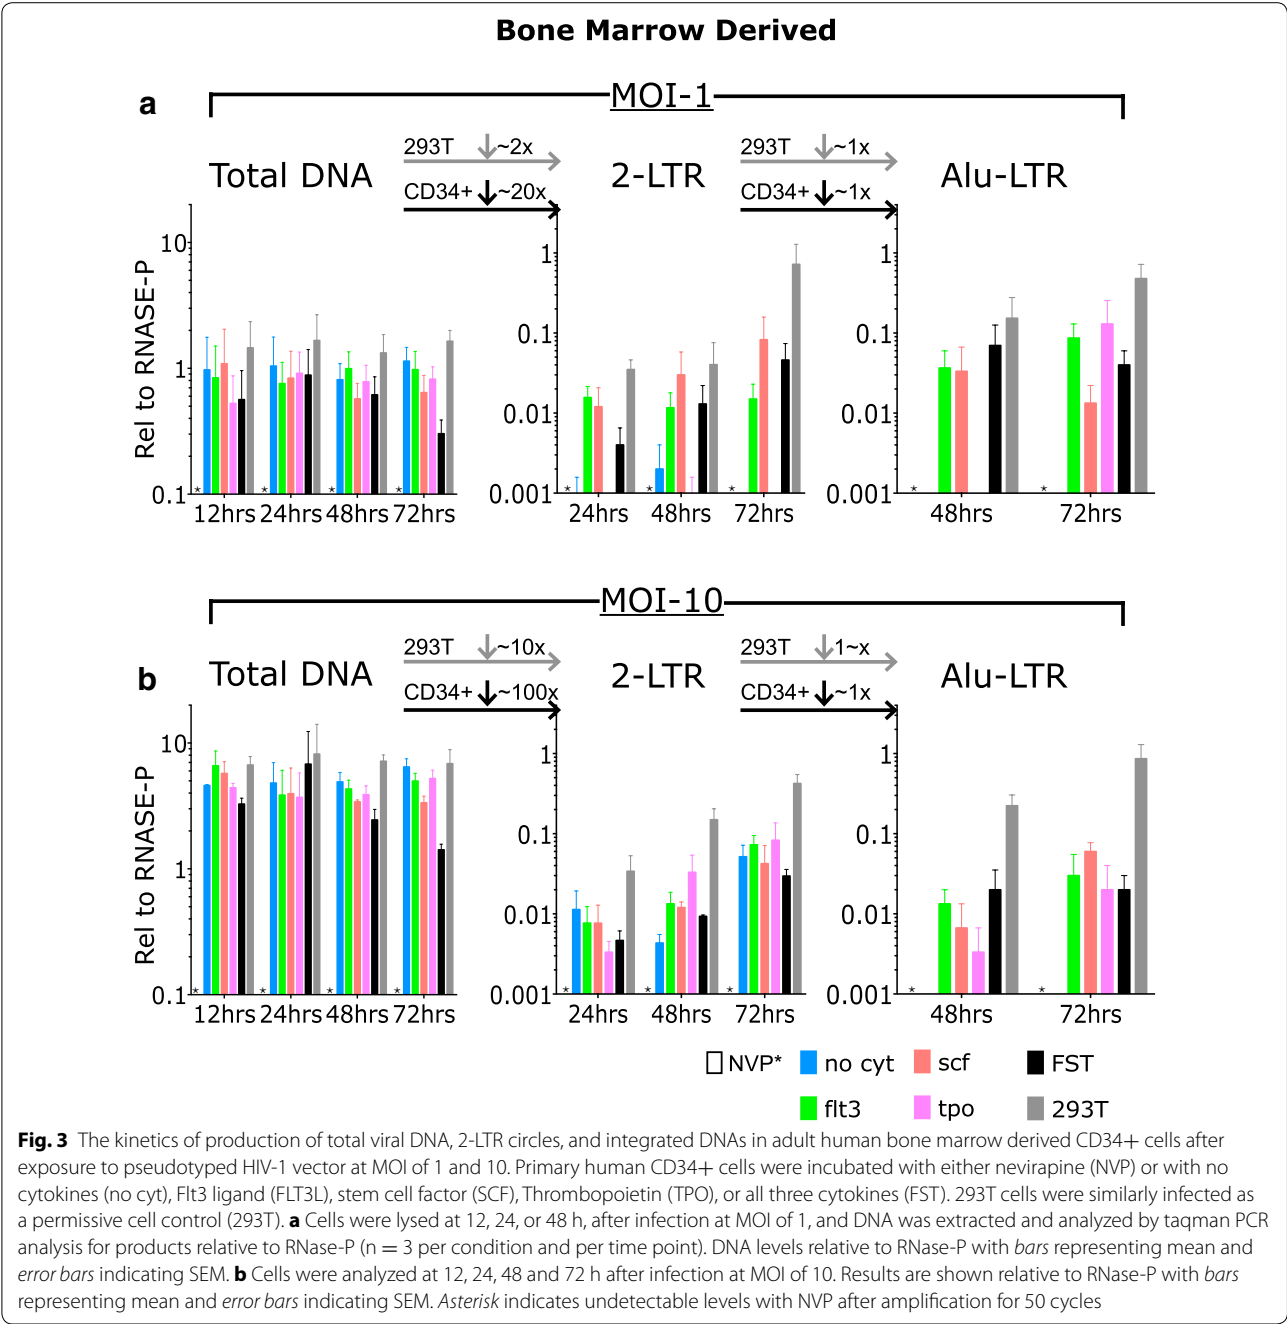 Bone Marrow Derived
a
MOI-1
Total DNA
293T ~2x
CD34+ ~20x
2-LTR
293T ~1x
CD34+ ~1x
Alu-LTR
Rel to RNASE-P
10
1
0.1
* * * *
12hrs 24hrs 48hrs 72hrs
1
0.1
0.01
0.001
* * *
24hrs 48hrs 72hrs
1
0.1
0.01
0.001
* *
48hrs 72hrs
MOI-10
b
Total DNA
293T ~10x
CD34+ ~100x
2-LTR
293T 1~x
CD34+ ~1x
Alu-LTR
Rel to RNASE-P
10
1
0.1
* * * *
12hrs 24hrs 48hrs 72hrs
1
0.1
0.01
0.001
* * *
24hrs 48hrs 72hrs
1
0.1
0.01
0.001
* *
48hrs 72hrs
NVP* no cyt scf FST
flt3 tpo 293T
Fig. 3 The kinetics of production of total viral DNA, 2-LTR circles, and integrated DNAs in adult human bone marrow derived CD34+ cells after
exposure to pseudotyped HIV-1 vector at MOI of 1 and 10. Primary human CD34+ cells were incubated with either nevirapine (NVP) or with no
cytokines (no cyt), Flt3 ligand (FLT3L), stem cell factor (SCF), Thrombopoietin (TPO), or all three cytokines (FST). 293T cells were similarly infected as
a permissive cell control (293T). a Cells were lysed at 12, 24, or 48 h, after infection at MOI of 1, and DNA was extracted and analyzed by taqman PCR
analysis for products relative to RNase-P (n = 3 per condition and per time point). DNA levels relative to RNase-P with bars representing mean and
error bars indicating SEM. b Cells were analyzed at 12, 24, 48 and 72 h after infection at MOI of 10. Results are shown relative to RNase-P with bars
representing mean and error bars indicating SEM. Asterisk indicates undetectable levels with NVP after amplification for 50 cycles